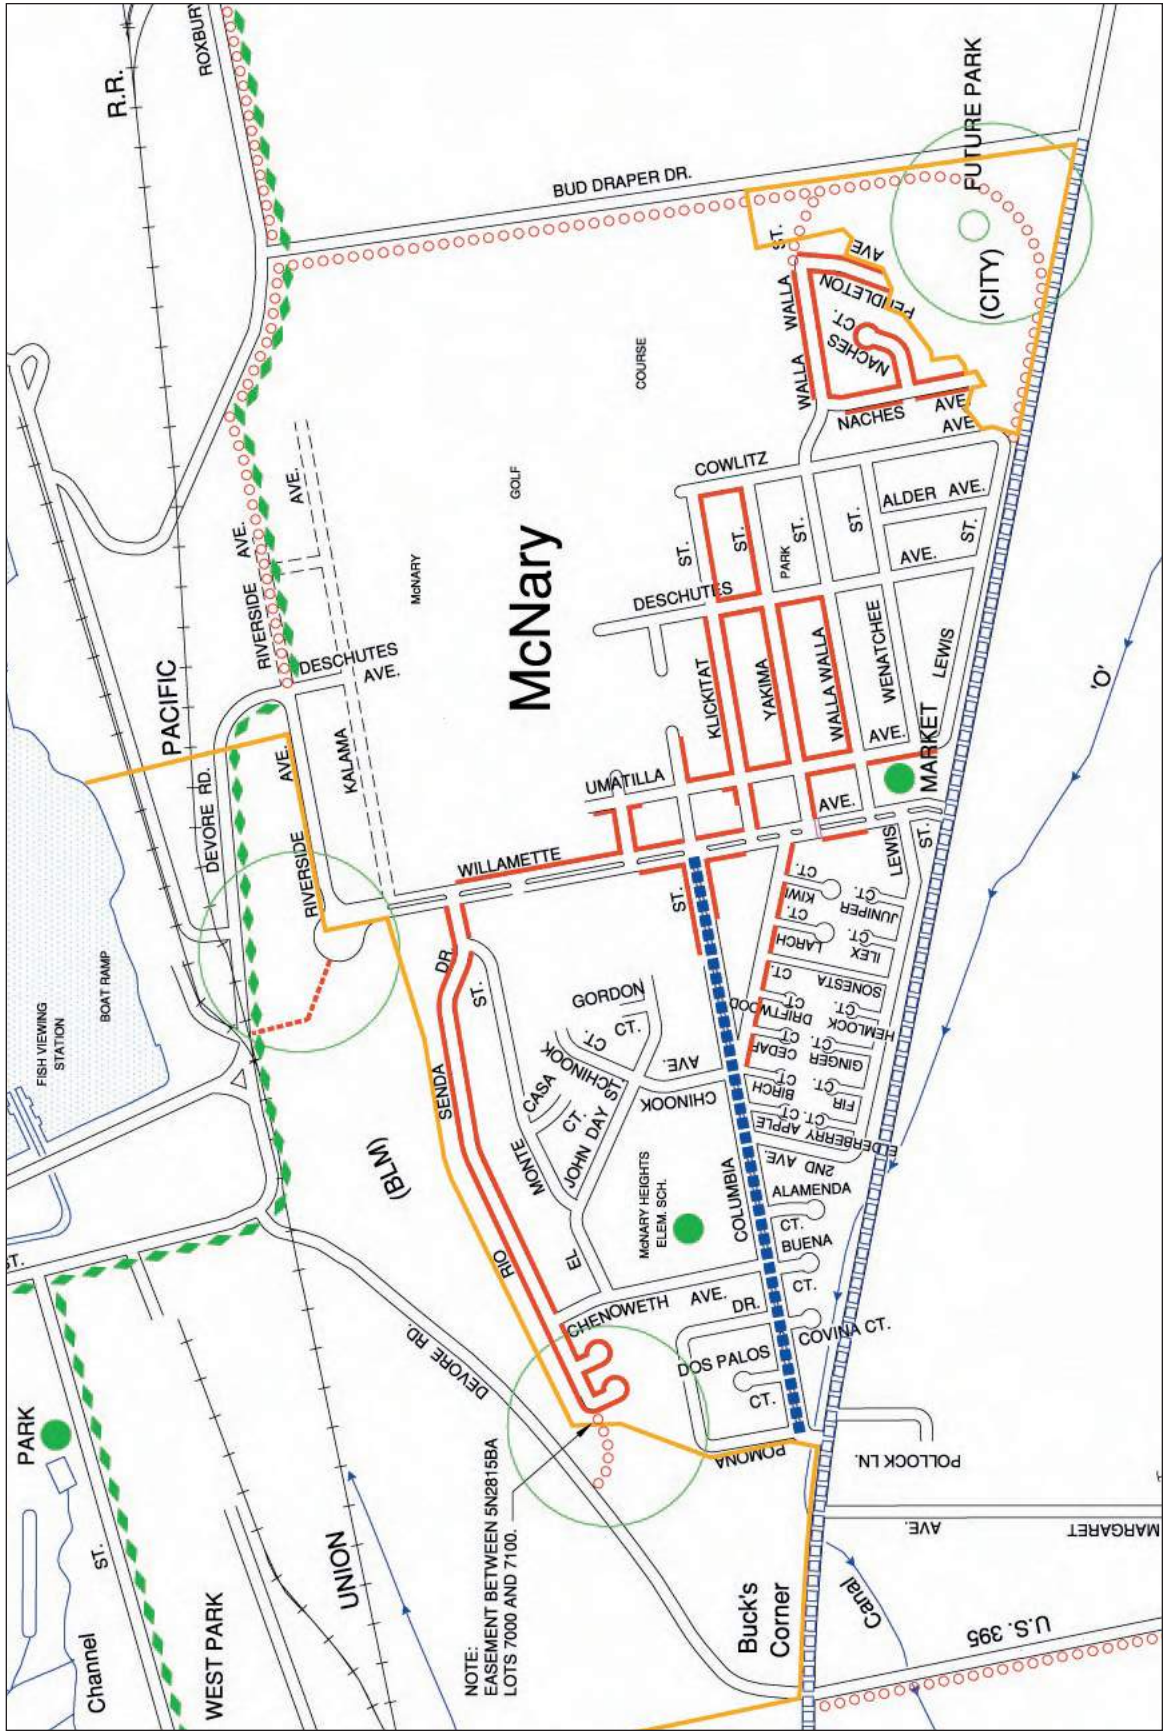 R.R.
ROXBURY
BUD DRAPER DR.
FUTURE PARK
(CITY)
ST.
AVE
PENDLETON
WALLA
WALLA
NACHES
CT.
NACHES
AVE.
AVE
COWLITZ
COURSE
GOLF
McNARY
McNary
RIVERSIDE
AVE.
AVE.
DESCHUTES
AVE.
KALAMA
PACIFIC
DEVORE RD.
RIVERSIDE
AVE.
ALDER AVE.
AVE.
ST.
ST.
ST.
PARK
ST.
ST.
DESCHUTES
KLICKITAT
YAKIMA
WALLA WALLA
WENATCHEE
LEWIS
AVE.
MARKET
UMATILLA
AVE.
WILLAMETTE
LEWIS
ST.
ST.
'O'
KIWI
CT.
JUNIPER
CT.
LARCH
CT.
ILEX
CT.
SONESTA
CT.
DRIFTWOOD
CT.
HEMLOCK
CT.
CEDAR
CT.
GINGER
CT.
BIRCH
CT.
FIR
CT.
APPLE
CT.
ELDERBERRY
CT.
2ND AVE.
FISH VIEWING
STATION
BOAT RAMP
DR.
SENDA
RIO
ST.
MONTE
EL
GORDON
CT.
CHINOOK
CT.
CASA
CT.
JOHN DAY ST.
CHINOOK
AVE.
McNARY HEIGHTS
ELEM. SCH.
COLUMBIA
ALAMENDA
CT.
BUENA
CT.
COVINA CT.
CHENOWETH
AVE.
DR.
DOS PALOS
CT.
POMONA
(BLM)
DEVORE RD.
ST.
PARK
ST.
Channel
WEST PARK
UNION
NOTE:
EASEMENT BETWEEN 5N2815BA
LOTS 7000 AND 7100.
Buck's
Corner
Canal
POLLOCK LN.
AVE.
MARGARET
U.S. 395